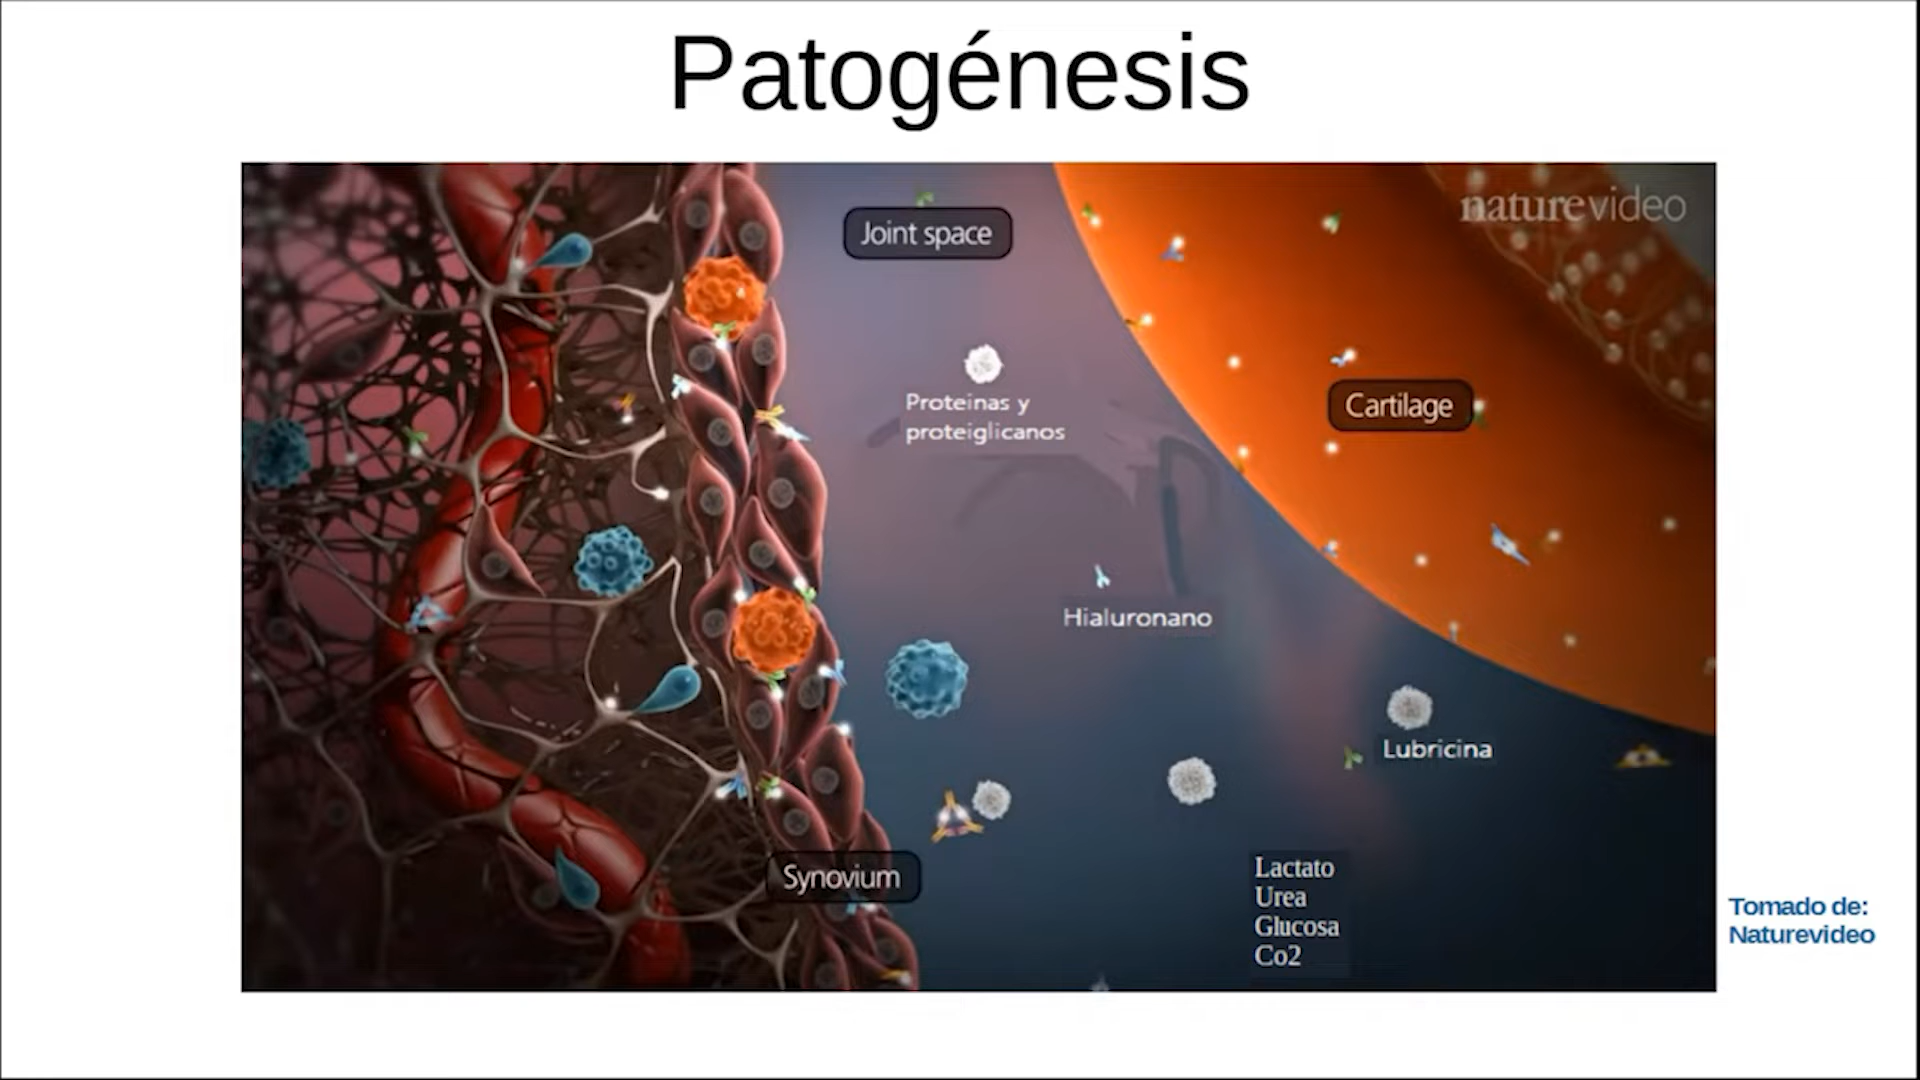 Patogénesis
naturevideo
Joint space
Proteinas y
proteiglicanos
Cartilage
Hialuronano
Lubricina
Synovium
Lactato
Urea
Glucosa
Co2
Tomado de:
Naturevideo